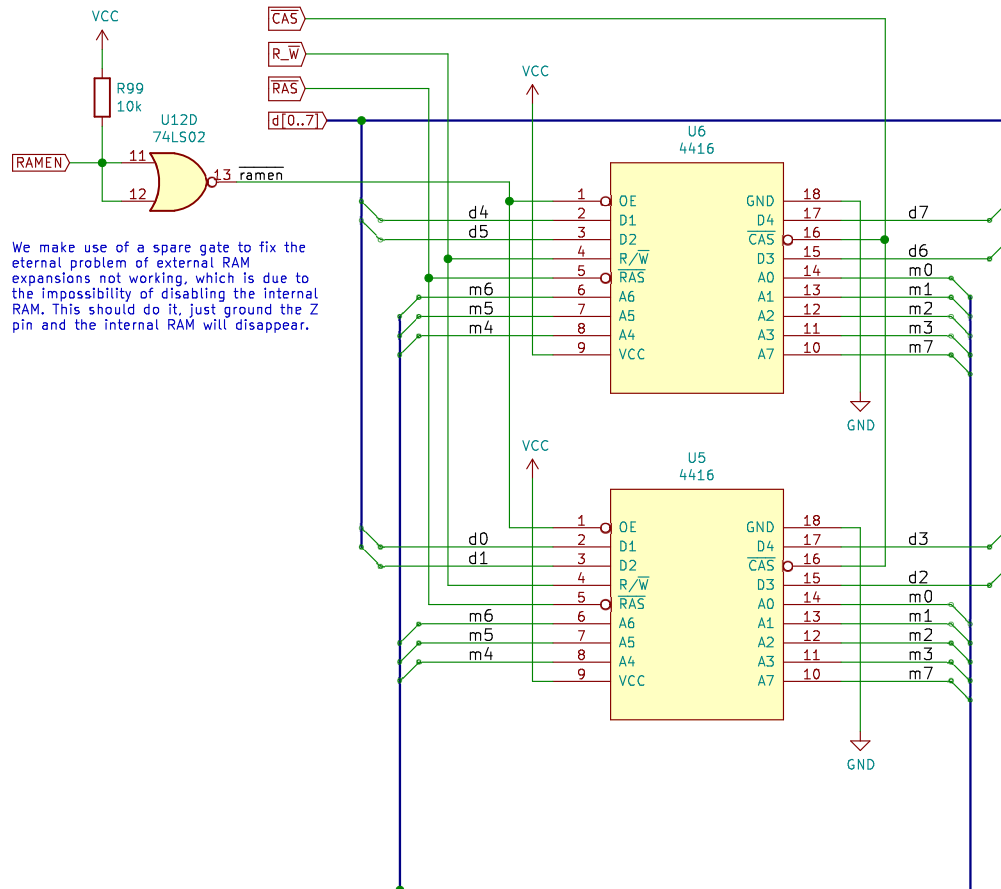 VCC
R99
10k
U12D
74LS02
RAMEN
11
12
13
ramen
We make use of a spare gate to fix the
eternal problem of external RAM
expansions not working, which is due to
the impossibility of disabling the internal
RAM. This should do it, just ground the Z
pin and the internal RAM will disappear.
CAS
R_W
RAS
d[0..7]
VCC
U6
4416
1 OE GND 18
d4 2 D1 D4 17 d7
d5 3 D2 CAS 16
4 R/W D3 15 d6
5 RAS A0 14 m0
m6 6 A6 A1 13 m1
m5 7 A5 A2 12 m2
m4 8 A4 A3 11 m3
9 VCC A7 10 m7
GND
VCC
U5
4416
1 OE GND 18
d0 2 D1 D4 17 d3
d1 3 D2 CAS 16
4 R/W D3 15 d2
5 RAS A0 14 m0
m6 6 A6 A1 13 m1
m5 7 A5 A2 12 m2
m4 8 A4 A3 11 m3
9 VCC A7 10 m7
GND